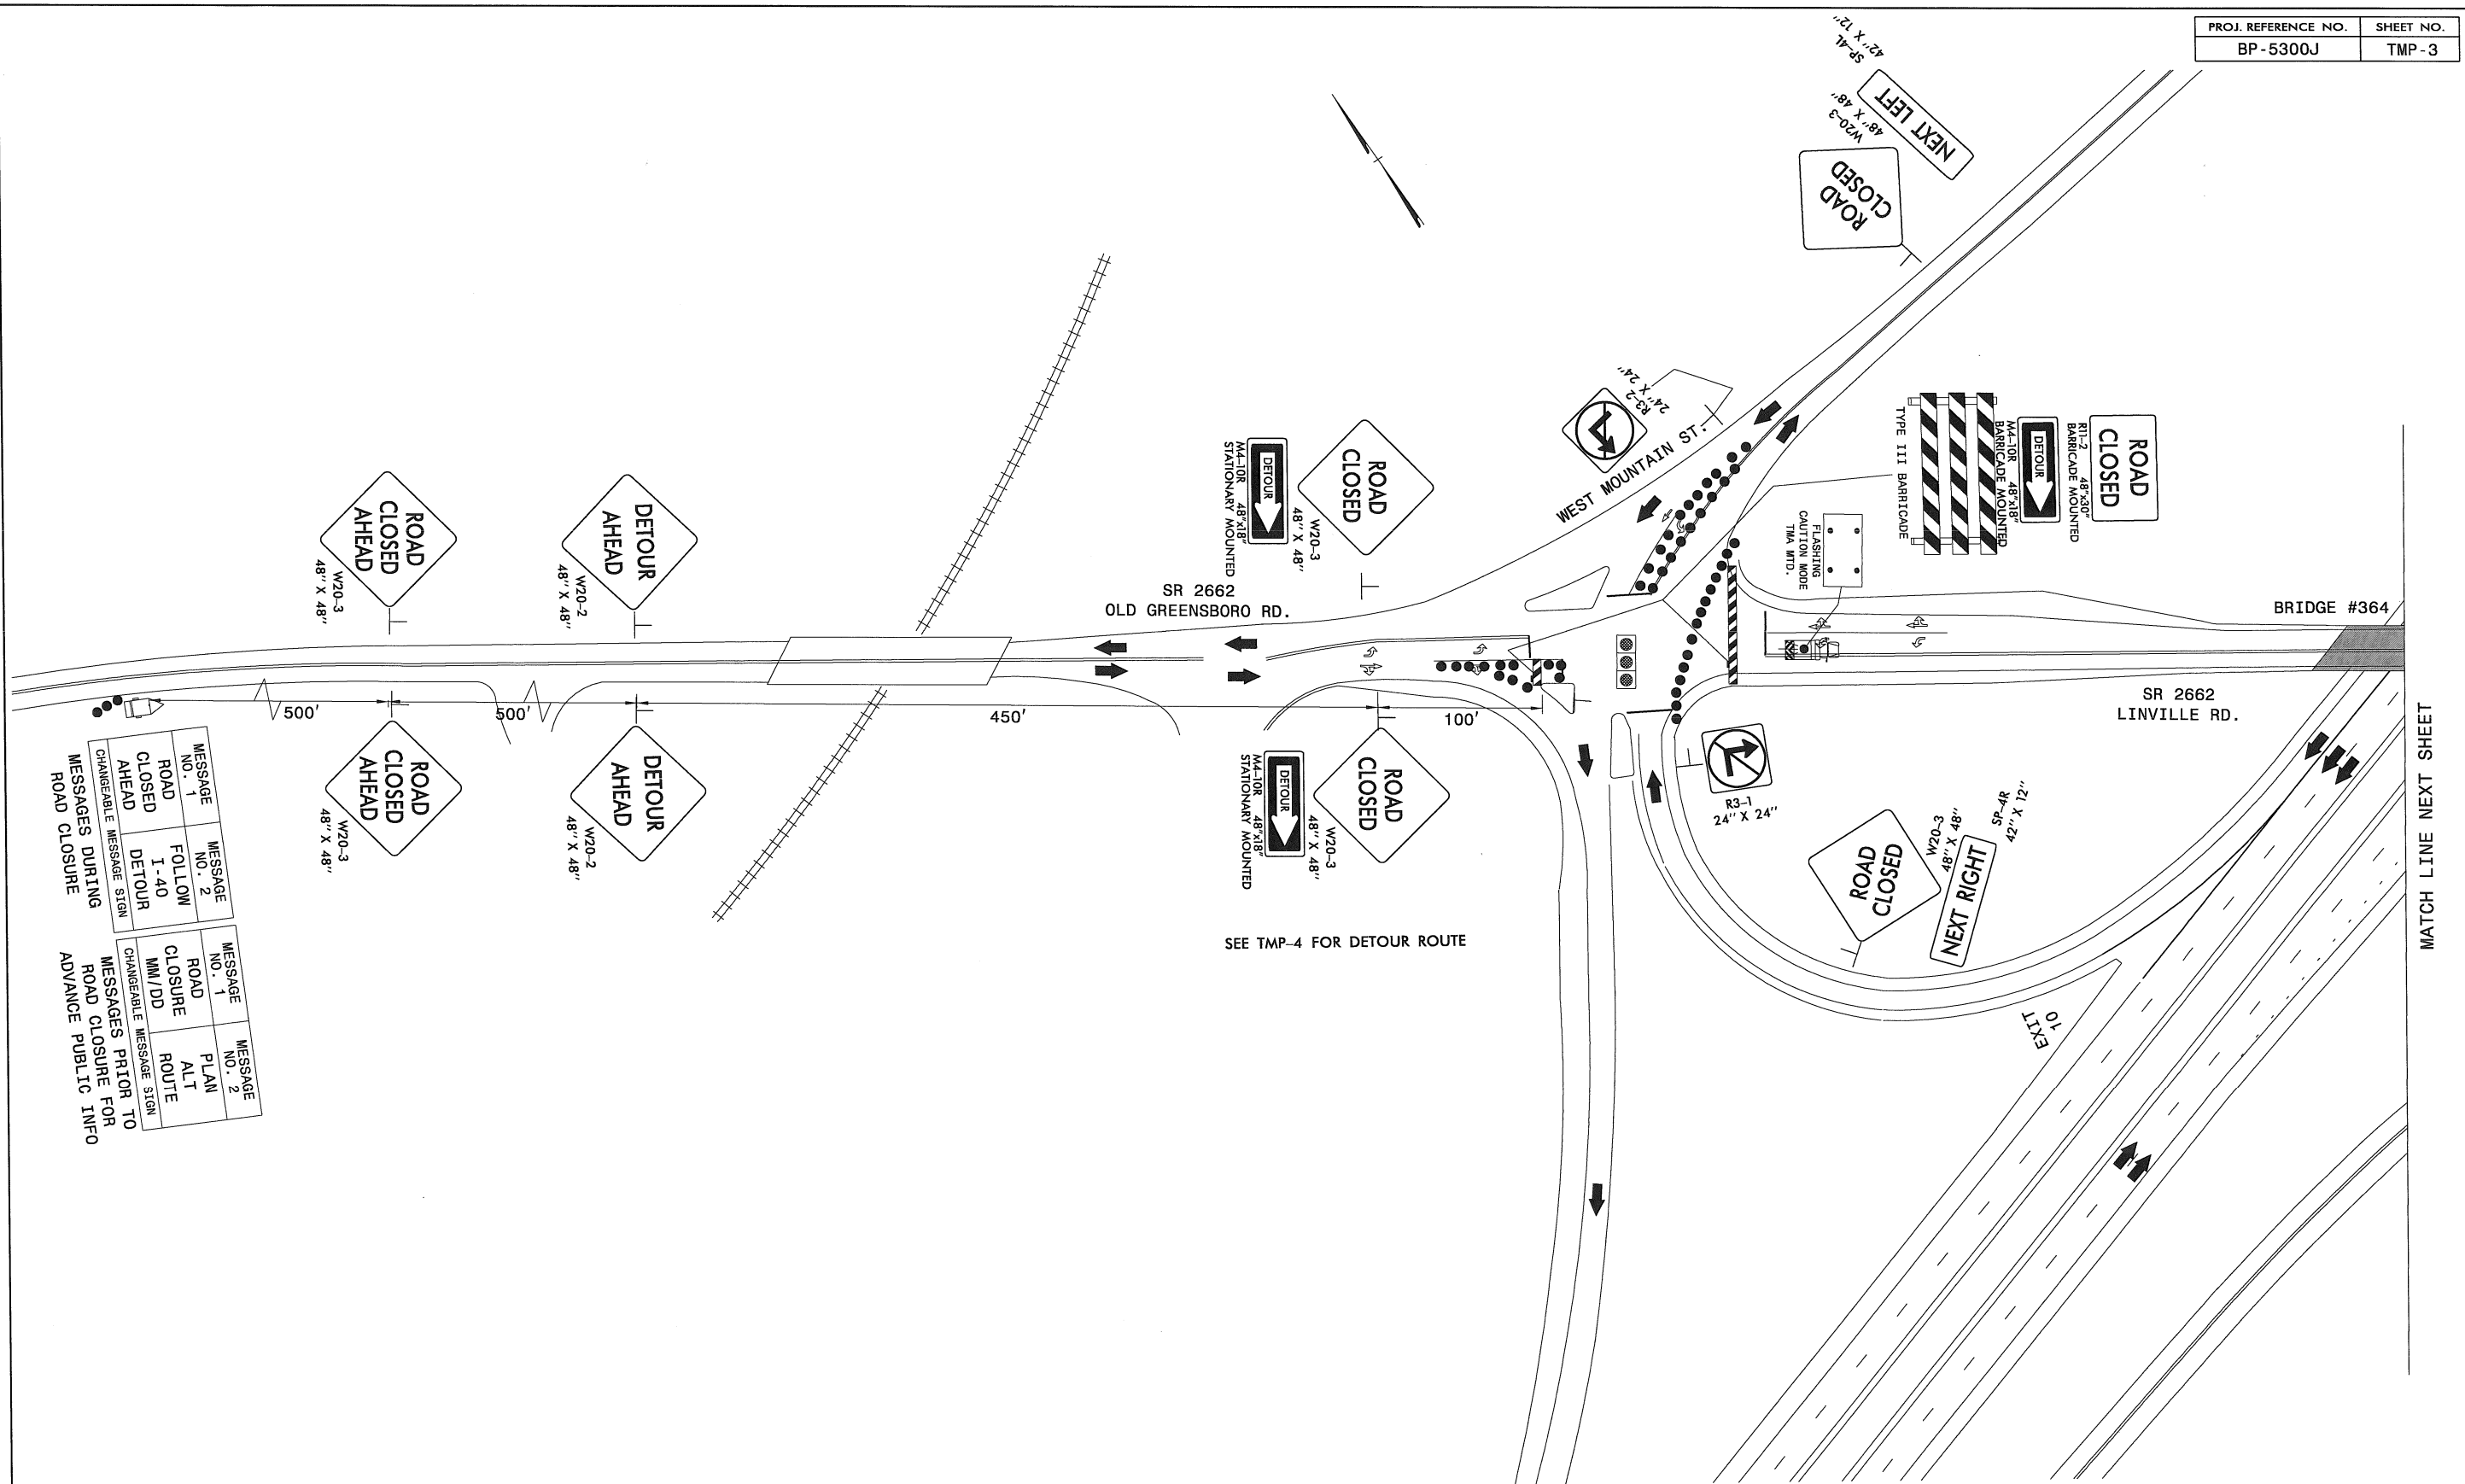 PROJ. REFERENCE NO.
SHEET NO.
BP-5300J
TMP-3
SP-4L
42" X 12"
NEXT LEFT
W20-3
48" X 48"
ROAD
CLOSED
R3-2
24" X 24"
WEST MOUNTAIN ST.
ROAD
CLOSED
R11-2 48"x30"
BARRICADE MOUNTED
DETOUR
M4-10R 48"x18"
BARRICADE MOUNTED
TYPE III BARRICADE
FLASHING
CAUTION MODE
TMA MTD.
BRIDGE #364
SR 2662
LINVILLE RD.
MATCH LINE NEXT SHEET
ROAD
CLOSED
W20-3
48" X 48"
DETOUR
M4-10R 48"x18"
STATIONARY MOUNTED
SR 2662
OLD GREENSBORO RD.
DETOUR
AHEAD
W20-2
48" X 48"
ROAD
CLOSED
AHEAD
W20-3
48" X 48"
500'
500'
450'
100'
ROAD
CLOSED
AHEAD
W20-3
48" X 48"
DETOUR
AHEAD
W20-2
48" X 48"
ROAD
CLOSED
W20-3
48" X 48"
DETOUR
M4-10R 48"x18"
STATIONARY MOUNTED
R3-1
24" X 24"
ROAD
CLOSED
W20-3
48" X 48"
NEXT RIGHT
SP-4R
42" X 12"
EXIT
10
SEE TMP-4 FOR DETOUR ROUTE
MESSAGE
NO. 1
MESSAGE
NO. 2
ROAD
CLOSED
AHEAD
FOLLOW
I-40
DETOUR
CHANGEABLE MESSAGE SIGN
MESSAGES DURING
ROAD CLOSURE
MESSAGE
NO. 1
MESSAGE
NO. 2
ROAD
CLOSURE
MM/DD
PLAN
ALT
ROUTE
CHANGEABLE MESSAGE SIGN
MESSAGES PRIOR TO
ROAD CLOSURE FOR
ADVANCE PUBLIC INFO